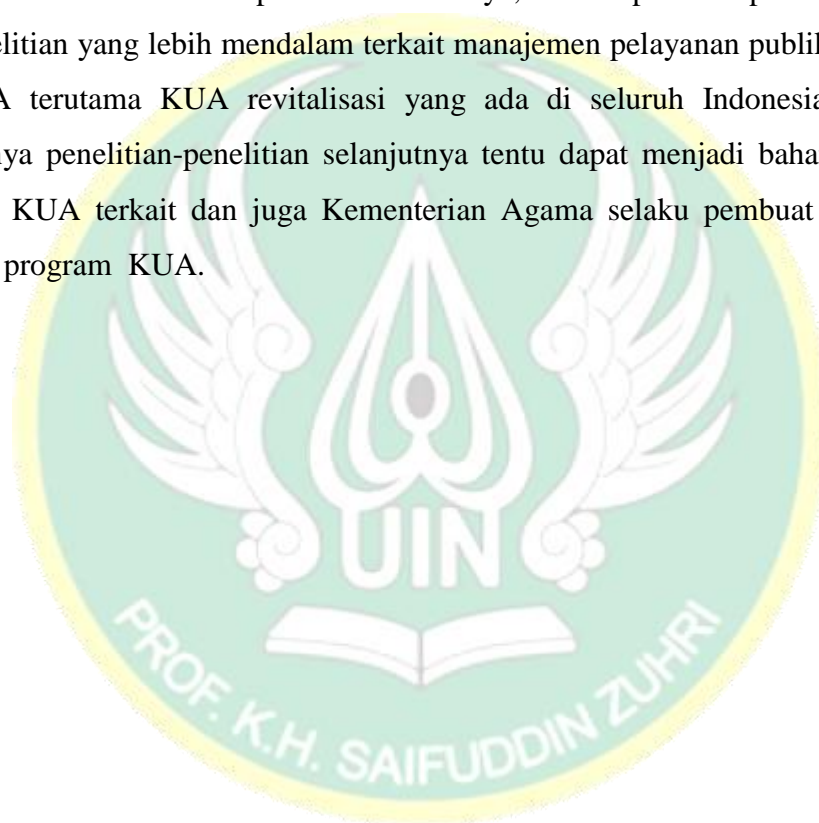 elitian yang lebih mendalam terkait manajemen pelayanan publik
A terutama KUA revitalisasi yang ada di seluruh Indonesia
nya penelitian-penelitian selanjutnya tentu dapat menjadi baha
KUA terkait dan juga Kementerian Agama selaku pembuat
program KUA.
UIN
PROF. K.H. SAIFUDDIN ZUHRI